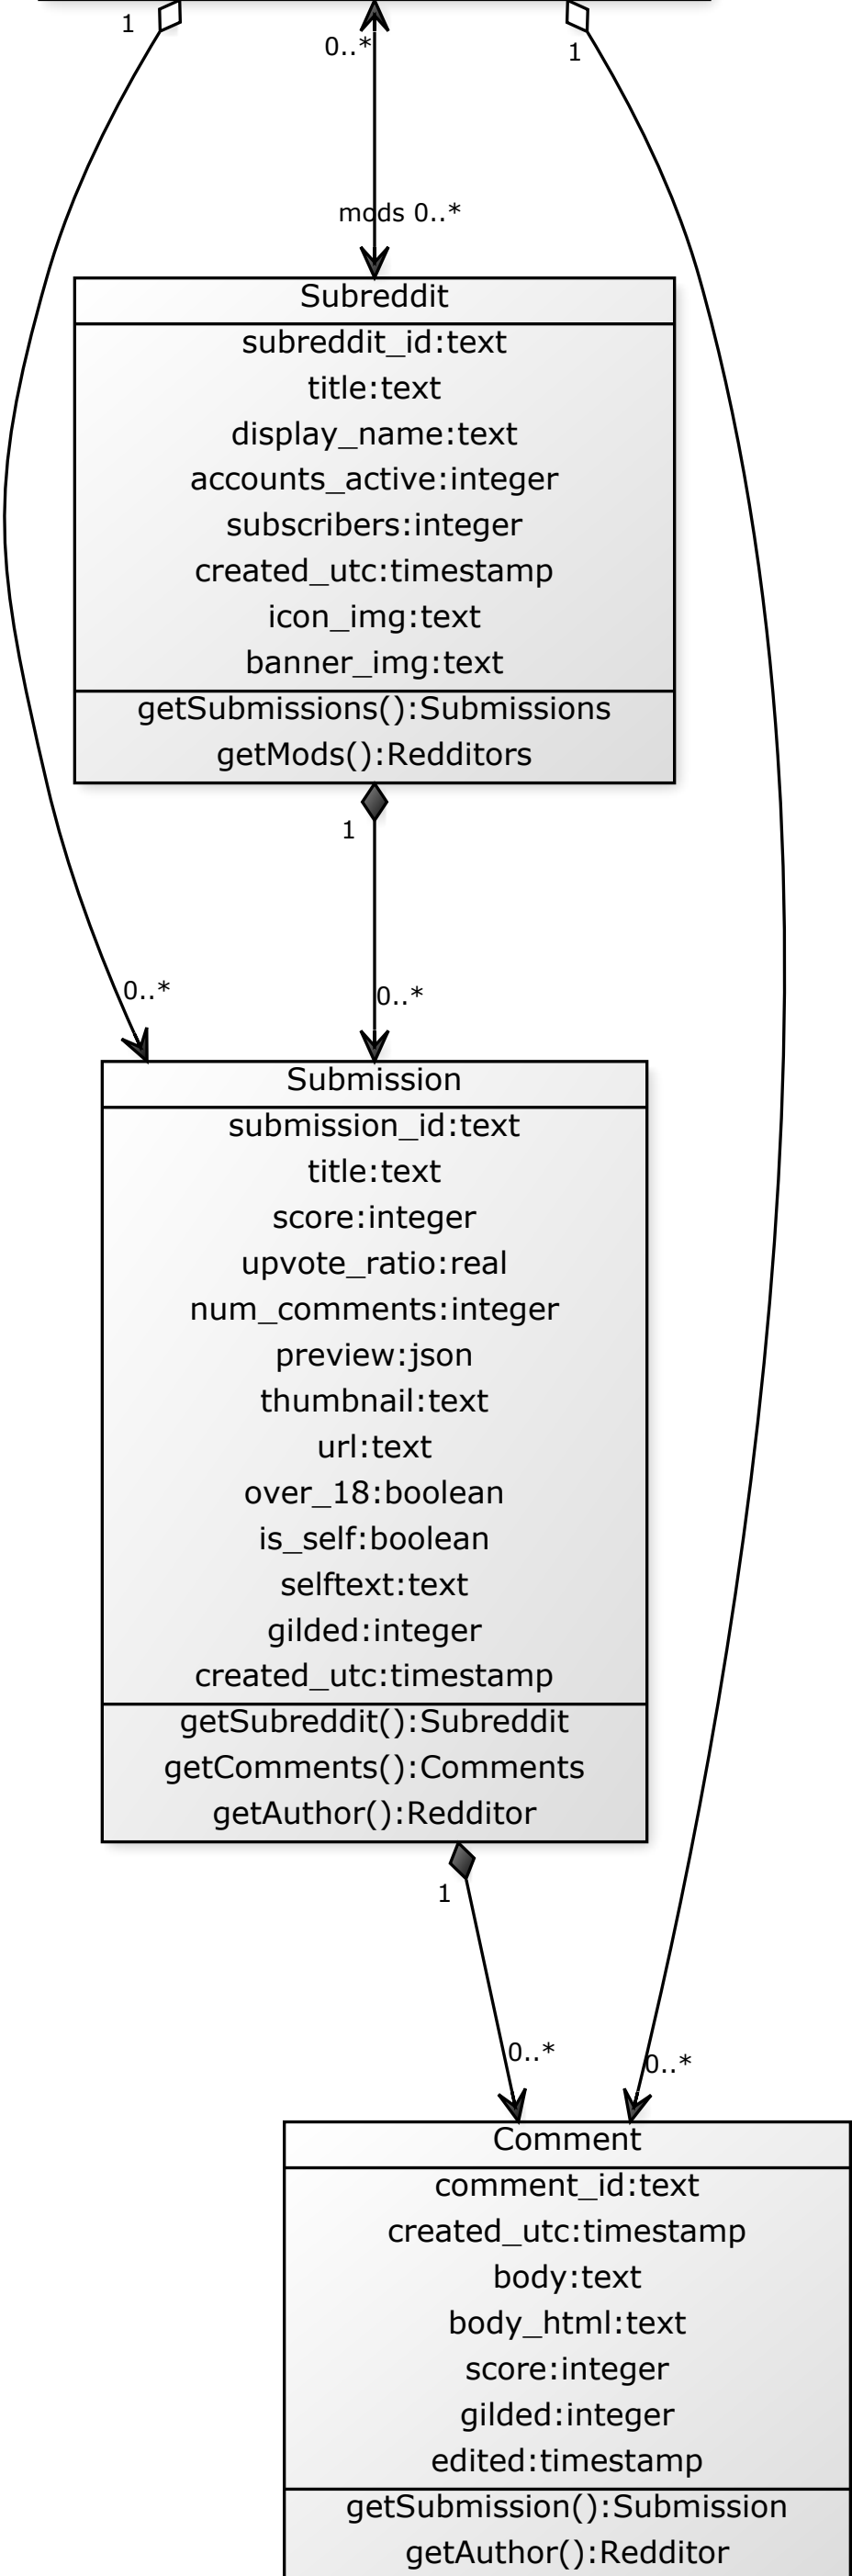 1
0..*
1
mods 0..*
Subreddit
subreddit_id:text
title:text
display_name:text
accounts_active:integer
subscribers:integer
created_utc:timestamp
icon_img:text
banner_img:text
getSubmissions():Submissions
getMods():Redditors
1
0..*
0..*
Submission
submission_id:text
title:text
score:integer
upvote_ratio:real
num_comments:integer
preview:json
thumbnail:text
url:text
over_18:boolean
is_self:boolean
selftext:text
gilded:integer
created_utc:timestamp
getSubreddit():Subreddit
getComments():Comments
getAuthor():Redditor
1
0..*
0..*
Comment
comment_id:text
created_utc:timestamp
body:text
body_html:text
score:integer
gilded:integer
edited:timestamp
getSubmission():Submission
getAuthor():Redditor